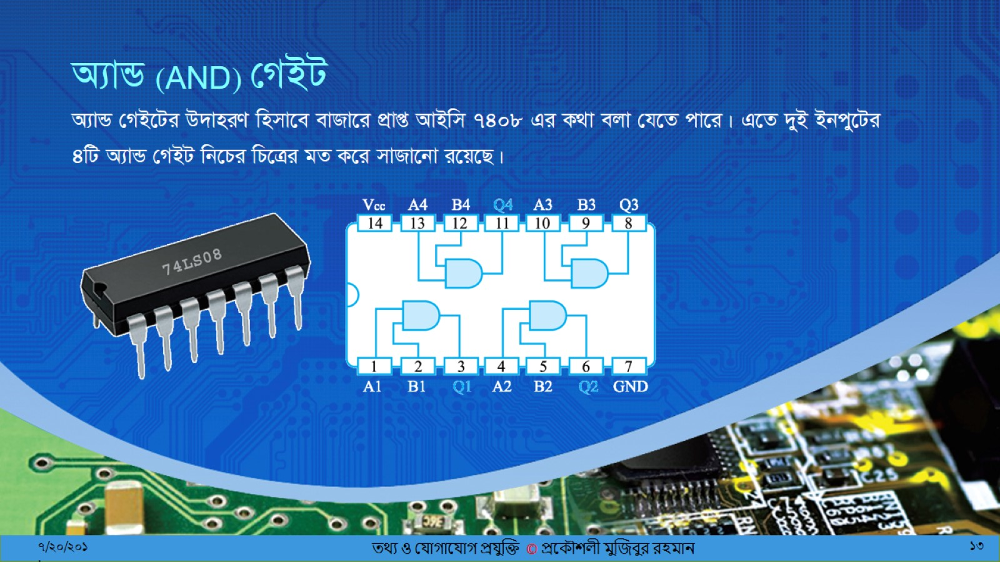 অ্যান্ড (AND) গেইট
অ্যান্ড গেইটের উদাহরণ হিসাবে বাজারে প্রাপ্ত আইসি ৭৪০৮ এর কথা বলা যেতে পারে। এতে দুই ইনপুটের
৪টি অ্যান্ড গেইট নিচের চিত্রের মত করে সাজানো রয়েছে।
Vcc A4 B4 Q4 A3 B3 Q3
14 13 12 11 10 9 8
74LS08
1 2 3 4 5 6 7
A1 B1 Q1 A2 B2 Q2 GND
C25
৭/২০/২০১ তথ্য ও যোগাযোগ প্রযুক্তি © প্রকৌশলী মুজিবুর রহমান ১৩